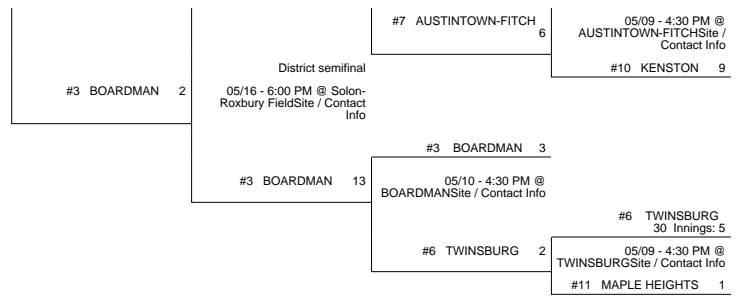 #7 AUSTINTOWN-FITCH
6
05/09 - 4:30 PM @
AUSTINTOWN-FITCHSite /
Contact Info
#10 KENSTON 9
District semifinal
05/16 - 6:00 PM @ Solon-
Roxbury FieldSite / Contact
Info
#3 BOARDMAN 2
#3 BOARDMAN 3
#3 BOARDMAN 13
05/10 - 4:30 PM @
BOARDMANSite / Contact Info
#6 TWINSBURG
30 Innings: 5
#6 TWINSBURG 2
05/09 - 4:30 PM @
TWINSBURGSite / Contact Info
#11 MAPLE HEIGHTS 1